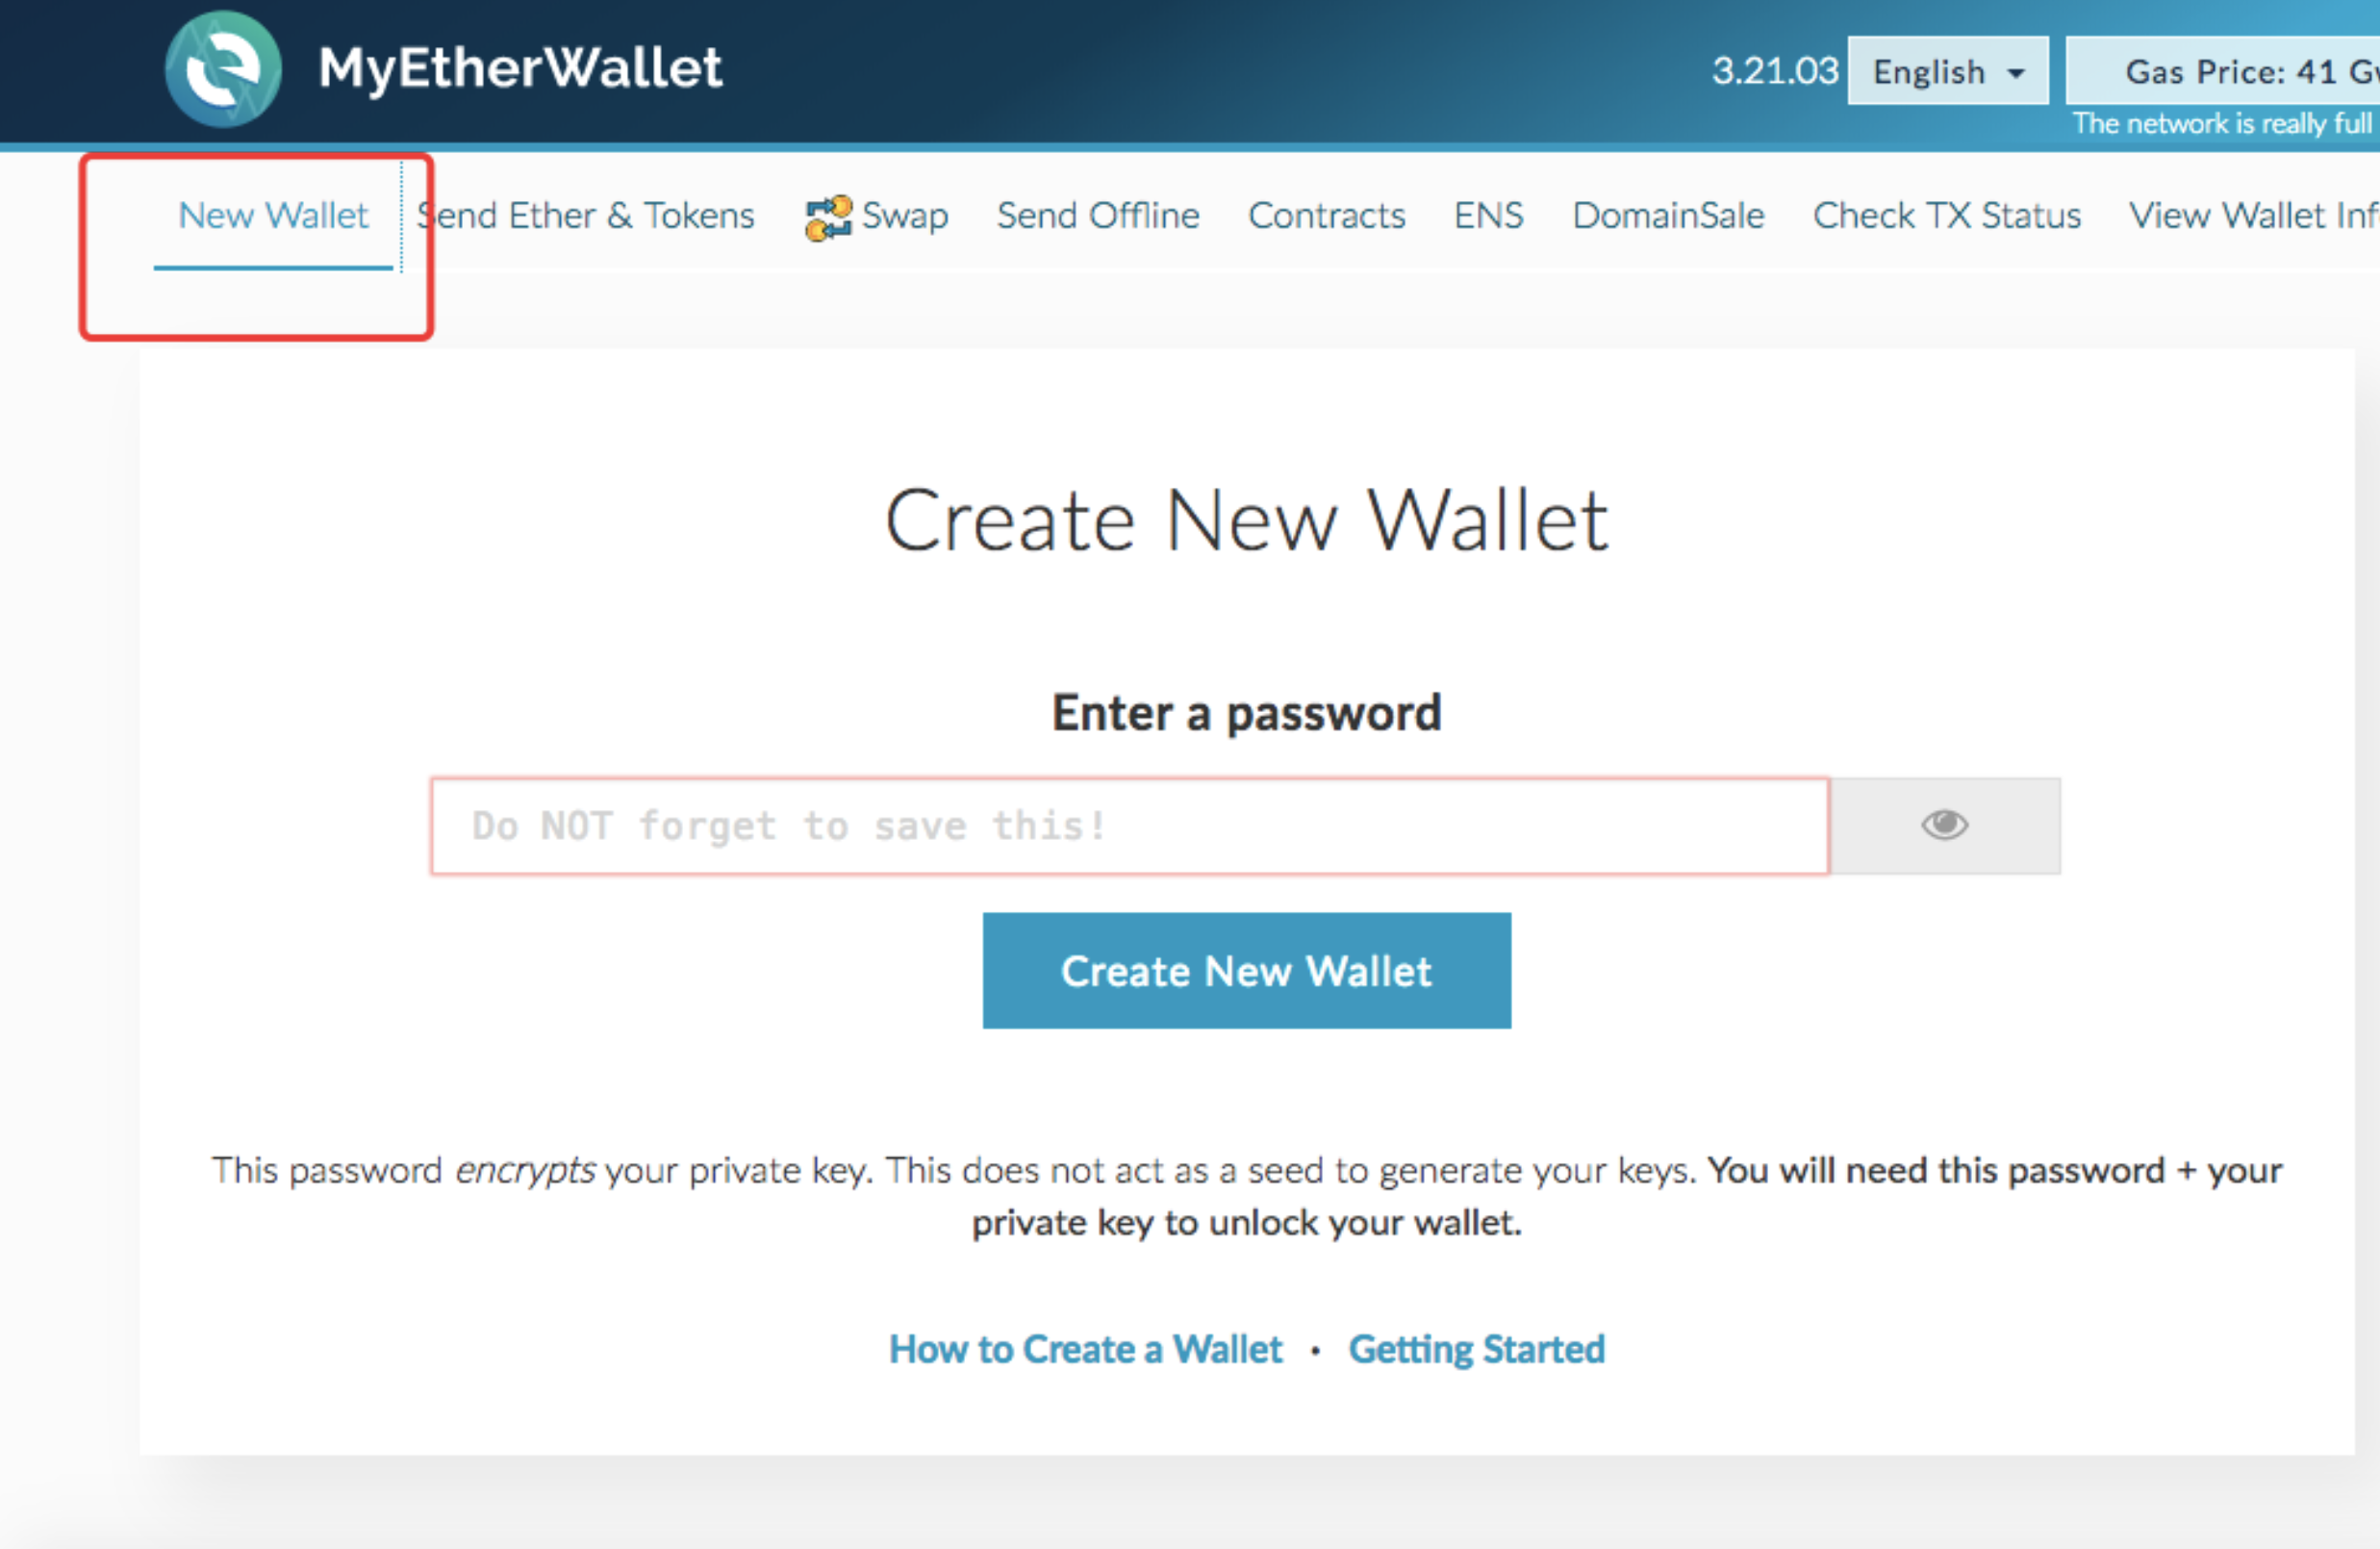 MyEtherWallet
3.21.03 English Gas Price: 41
The network is really full
New Wallet Send Ether & Tokens Swap Send Offline Contracts ENS DomainSale Check TX Status View Wallet
Create New Wallet
Enter a password
Do NOT forget to save this!
Create New Wallet
This password encrypts your private key. This does not act as a seed to generate your keys. You will need this password + your
private key to unlock your wallet.
How to Create a Wallet · Getting Started